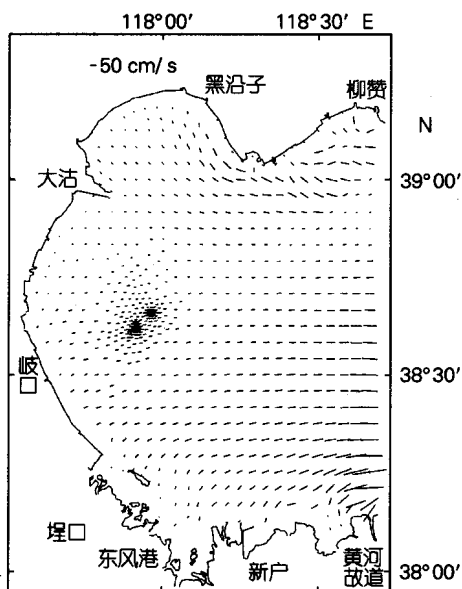 118°00′
118°30′ E
-50 cm/s
黑沿子
柳赞
N
大沽
39°00′
岐口
38°30′
埕口
东风港
新户
黄河
故道
38°00′